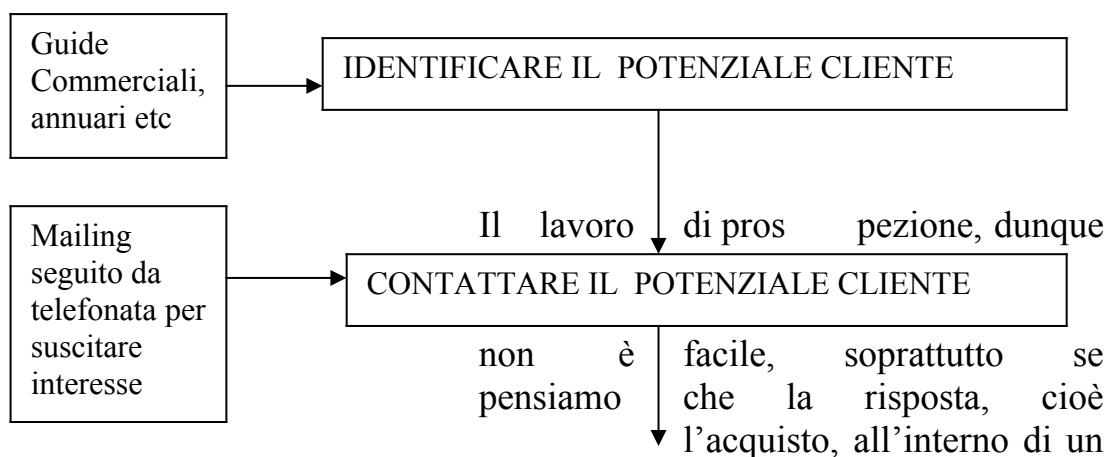 Guide
Commerciali,
annuari etc
IDENTIFICARE IL POTENZIALE CLIENTE
Il lavoro di pros pezione, dunque
Mailing
seguito da
telefonata per
suscitare
interesse
CONTATTARE IL POTENZIALE CLIENTE
non è facile, soprattutto se
pensiamo che la risposta, cioè
l'acquisto, all'interno di un